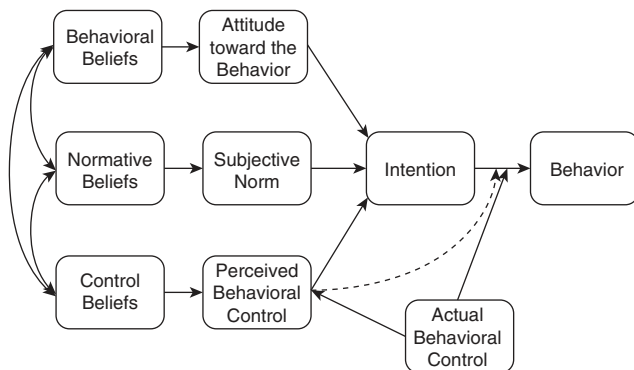 Behavioral
Beliefs
Attitude
toward the
Behavior
Normative
Beliefs
Subjective
Norm
Intention
Behavior
Control
Beliefs
Perceived
Behavioral
Control
Actual
Behavioral
Control